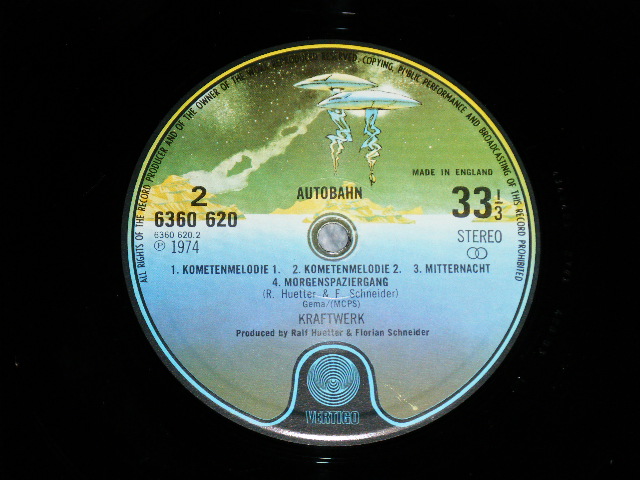 ALL RIGHTS OF THE RECORD PRODUCER AND OF THE OWNER OF THE WORK REPRODUCED RESERVED. COPYING, PUBLIC PERFORMANCE AND BROADCASTING OF THIS RECORD PROHIBITED
MADE IN ENGLAND
2 AUTOBAHN 33 1/3
6360 620
6360 620.2 STEREO
Ⓟ 1974
1. KOMETENMELODIE 1. 2. KOMETENMELODIE 2. 3. MITTERNACHT
4. MORGENSPAZIERGANG
(R. Huetter & F. Schneider)
Gema/(MCPS)
KRAFTWERK
Produced by Ralf Huetter & Florian Schneider
VERTIGO